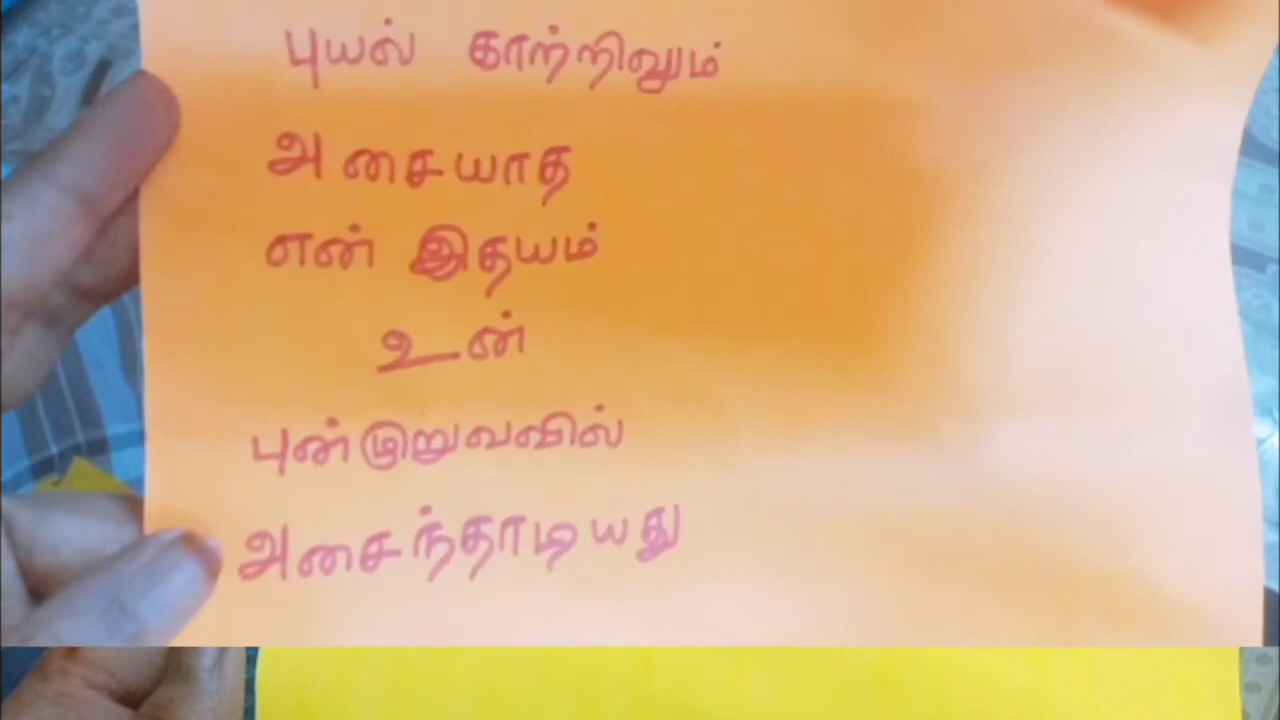 புயல் காற்றிலும்
அசையாத
என் இதயம்
உன்
புன்முறுவலில்
அசைந்தாடியது